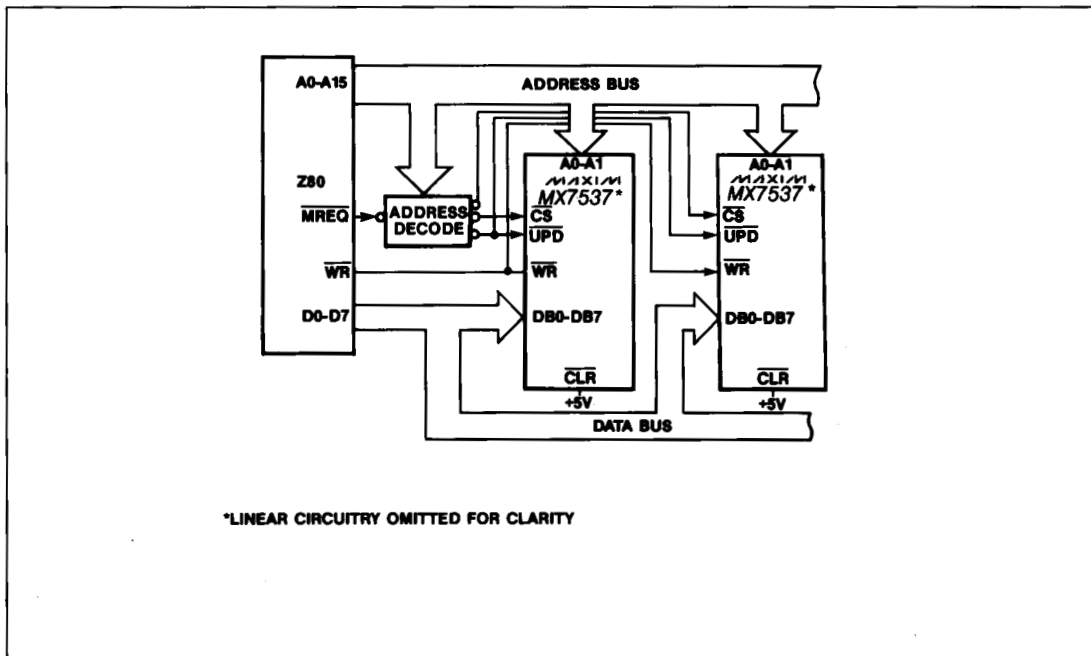 A0-A15
ADDRESS BUS
Z80
MREQ
ADDRESS
DECODE
WR
D0-D7
A0-A1
MAXIM
MX7537*
CS
UPD
WR
DB0-DB7
CLR
+5V
A0-A1
MAXIM
MX7537*
CS
UPD
WR
DB0-DB7
CLR
+5V
DATA BUS
*LINEAR CIRCUITRY OMITTED FOR CLARITY